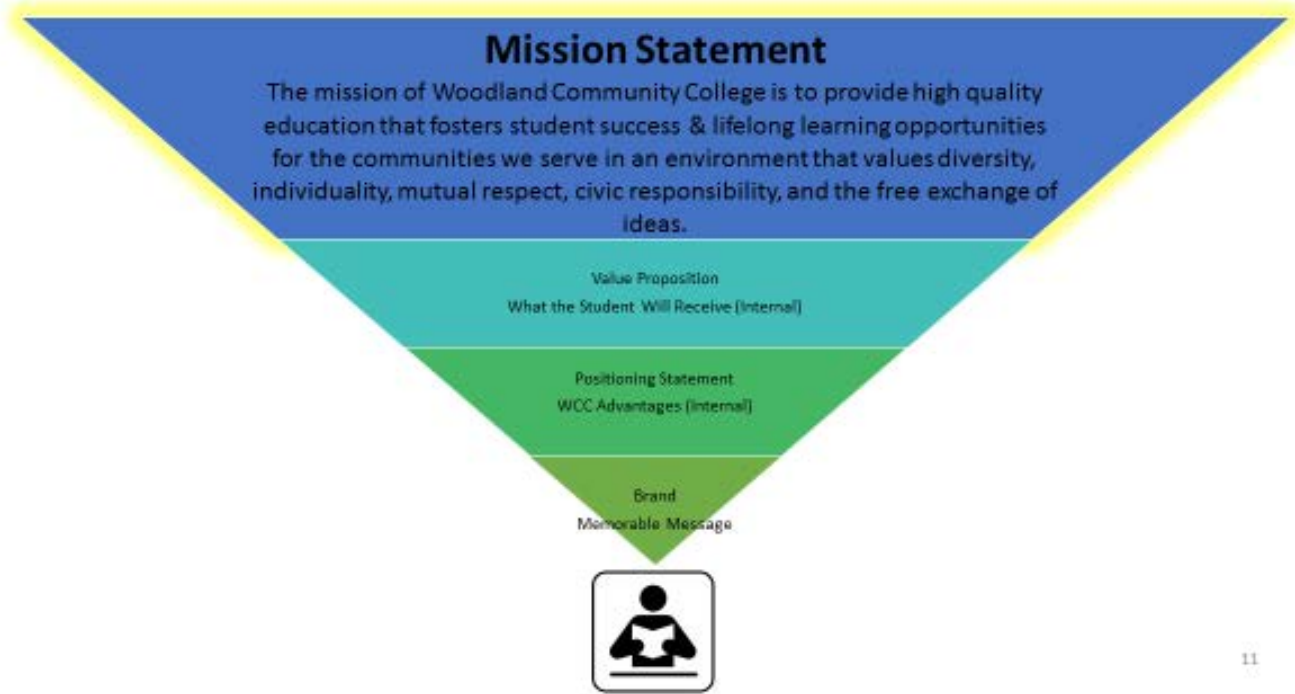 Mission Statement
The mission of Woodland Community College is to provide high quality
education that fosters student success & lifelong learning opportunities
for the communities we serve in an environment that values diversity,
individuality, mutual respect, civic responsibility, and the free exchange of
ideas.
Value Proposition
What the Student Will Receive (Internal)
Positioning Statement
WCC Advantages (Internal)
Brand
Memorable Message
11